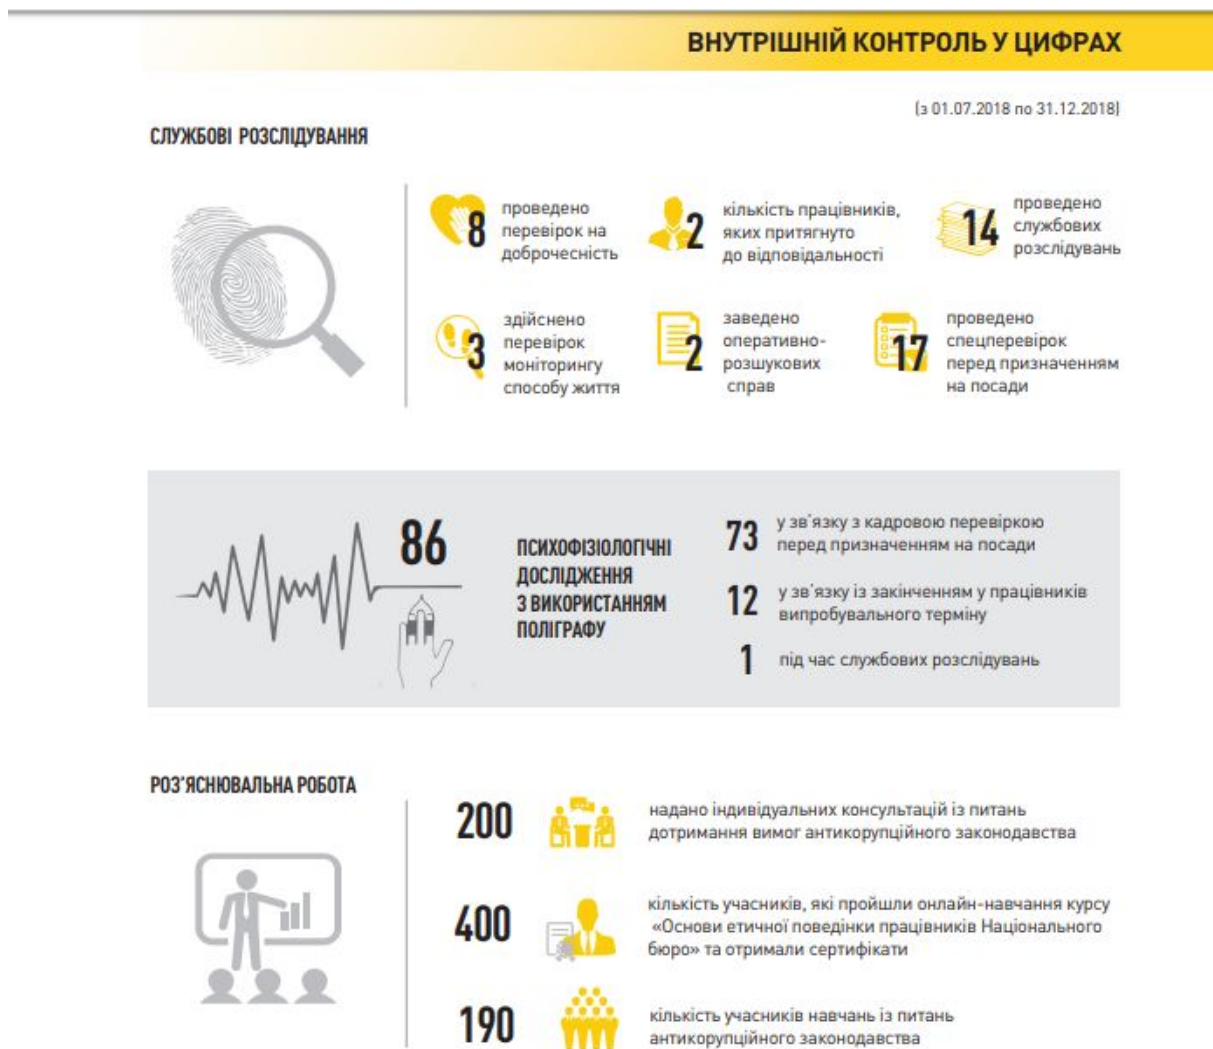 ВНУТРІШНІЙ КОНТРОЛЬ У ЦИФРАХ
(з 01.07.2018 по 31.12.2018)
СЛУЖБОВІ РОЗСЛІДУВАННЯ
8
проведено
перевірок на
доброчесність
2
кількість працівників,
яких притягнуто
до відповідальності
14
проведено
службових
розслідувань
3
здійснено
перевірок
моніторингу
способу життя
2
заведено
оперативно-
розшукових
справ
17
проведено
спецперевірок
перед призначенням
на посади
86
ПСИХОФІЗІОЛОГІЧНІ
ДОСЛІДЖЕННЯ
З ВИКОРИСТАННЯМ
ПОЛІГРАФУ
73
у зв'язку з кадровою перевіркою
перед призначенням на посади
12
у зв'язку із закінченням у працівників
випробувального терміну
1
під час службових розслідувань
РОЗ'ЯСНЮВАЛЬНА РОБОТА
200
надано індивідуальних консультацій із питань
дотримання вимог антикорупційного законодавства
400
кількість учасників, які пройшли онлайн-навчання курсу
«Основи етичної поведінки працівників Національного
бюро» та отримали сертифікати
190
кількість учасників навчань із питань
антикорупційного законодавства